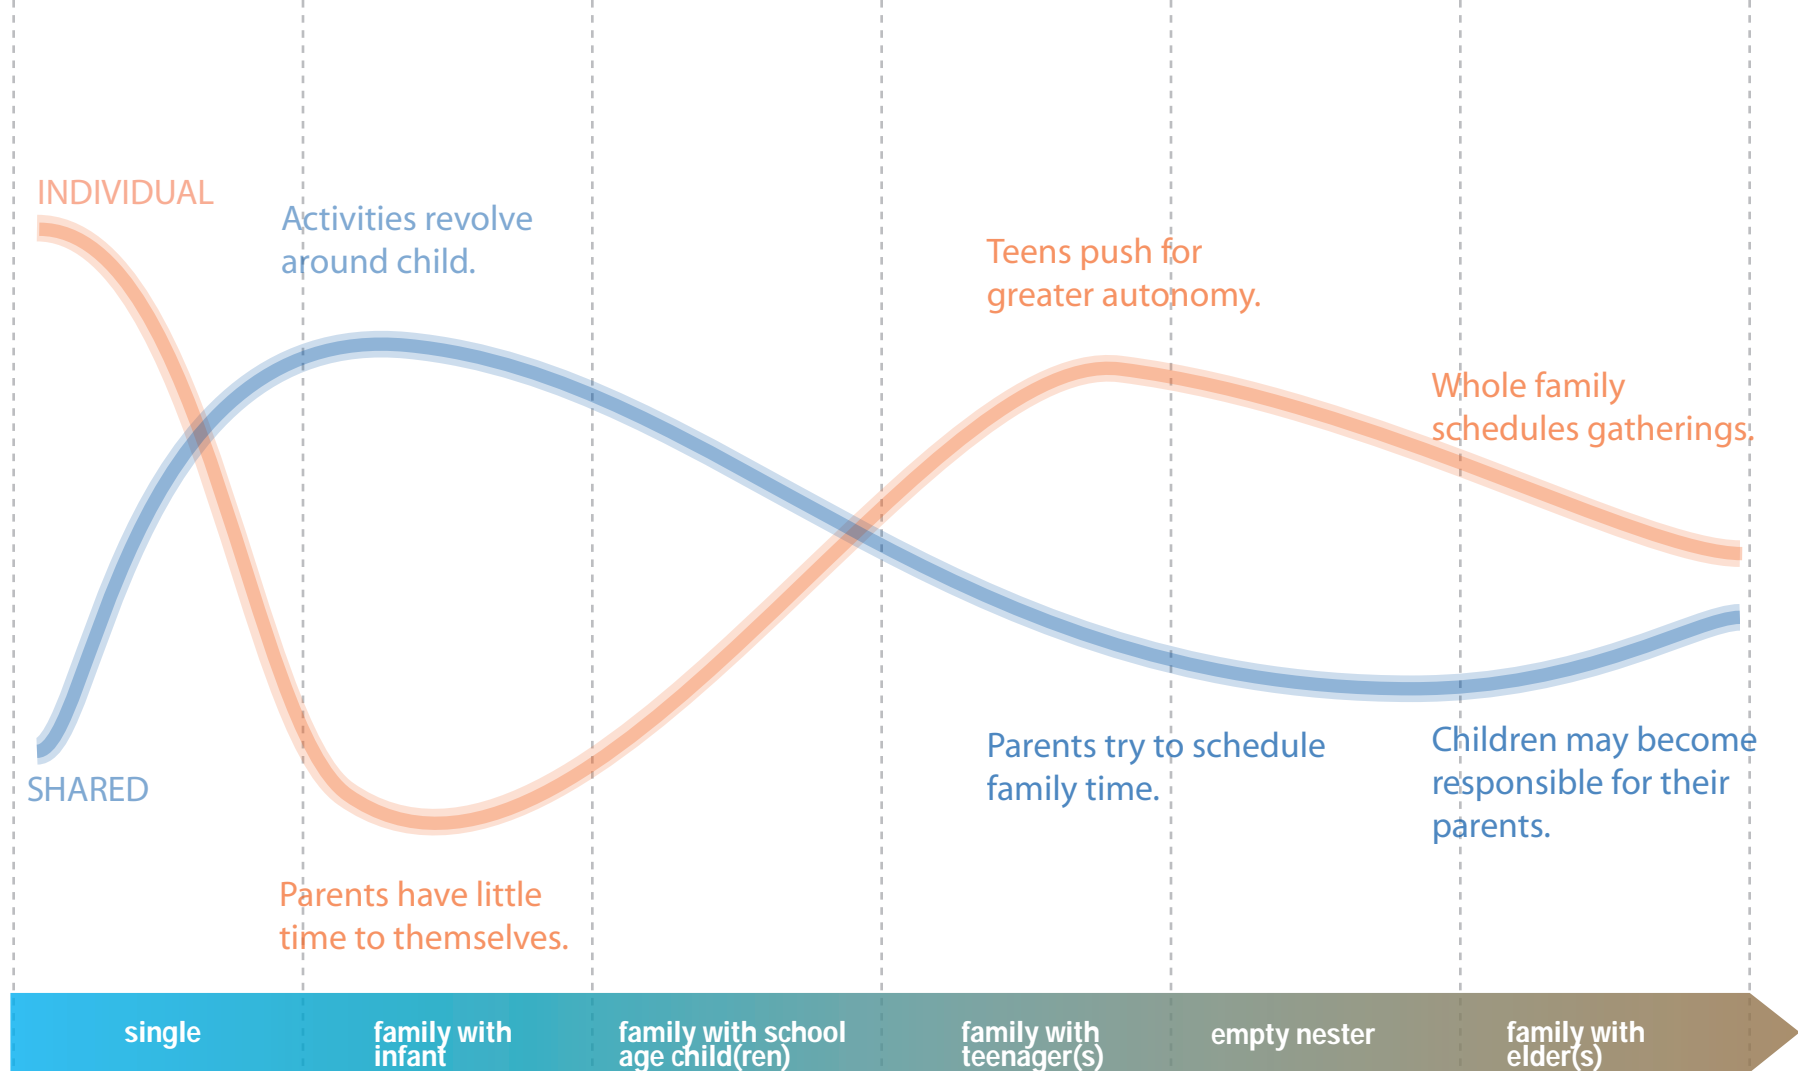 INDIVIDUAL
Activities revolve
around child.
Teens push for
greater autonomy.
Whole family
schedules gatherings.
SHARED
Parents try to schedule
family time.
Children may become
responsible for their
parents.
Parents have little
time to themselves.
single
family with
infant
family with school
age child(ren)
family with
teenager(s)
empty nester
family with
elder(s)